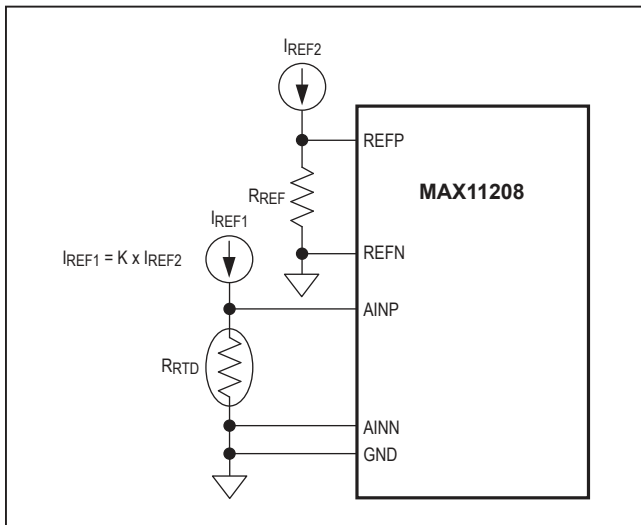 IREF2
REFP
MAX11208
RREF
IREF1
REFN
IREF1 = K x IREF2
AINP
RRTD
AINN
GND